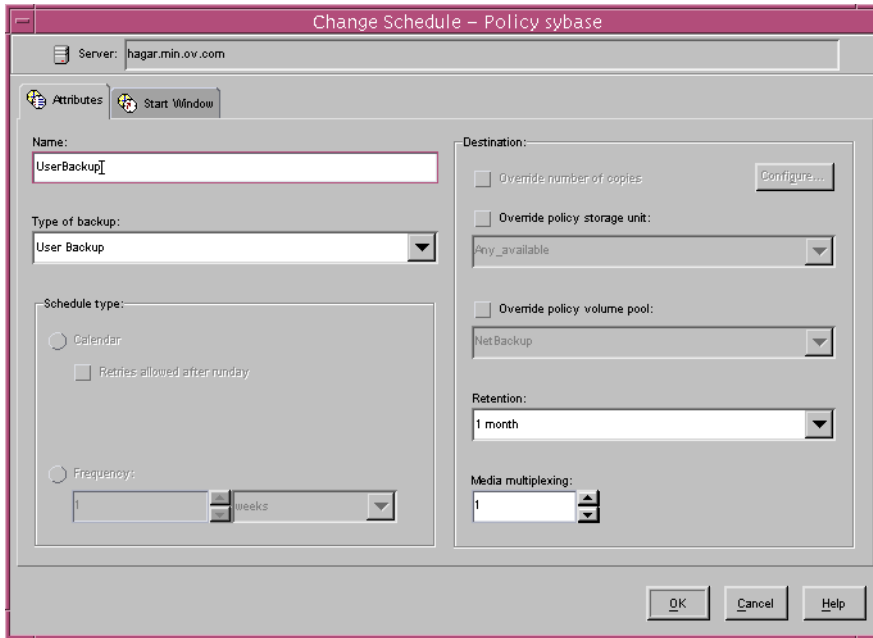 Change Schedule – Policy sybase
Server: hagar.min.ov.com
Attributes
Start Window
Name:
UserBackup
Type of backup:
User Backup
Schedule type:
Calendar
Retries allowed after runday
Frequency:
1 weeks
Destination:
Override number of copies
Configure...
Override policy storage unit:
Any_available
Override policy volume pool:
NetBackup
Retention:
1 month
Media multiplexing:
1
OK
Cancel
Help